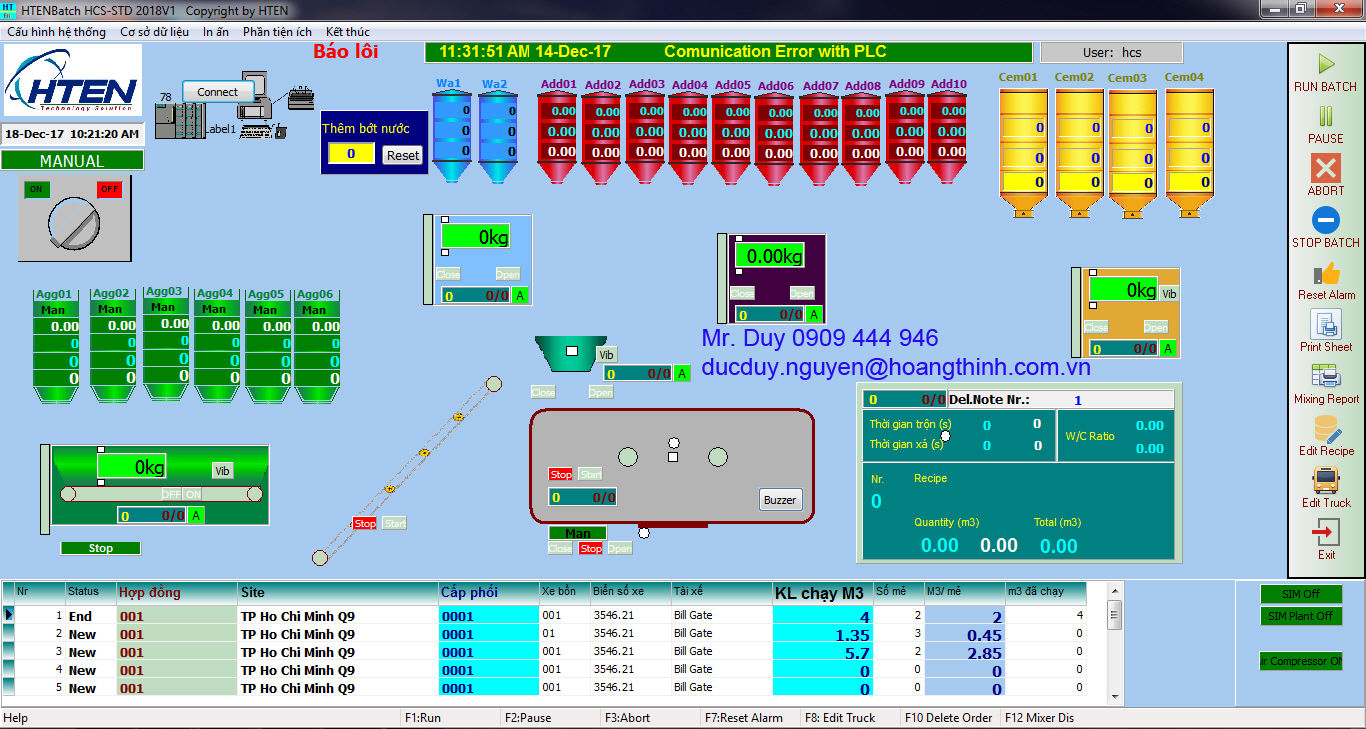 HTENBatch HCS-STD 2018V1 Copyright by HTEN
Cấu hình hệ thống Cơ sở dữ liệu In ấn Phần tiện ích Kết thúc
Báo lỗi
11:31:51 AM 14-Dec-17 Comunication Error with PLC
User: hcs
HTEN
Technology Solution
78
Connect
Label1
18-Dec-17 10:21:20 AM
MANUAL
ON OFF
Thêm bớt nước
0 Reset
Wa1 Wa2
0 0
0 0
0 0
Add01 Add02 Add03 Add04 Add05 Add06 Add07 Add08 Add09 Add10
0.00 0.00 0.00 0.00 0.00 0.00 0.00 0.00 0.00 0.00
0.00 0.00 0.00 0.00 0.00 0.00 0.00 0.00 0.00 0.00
0.00 0.00 0.00 0.00 0.00 0.00 0.00 0.00 0.00 0.00
Cem01 Cem02 Cem03 Cem04
0 0 0 0
0 0 0 0
0 0 0 0
RUN BATCH
PAUSE
ABORT
STOP BATCH
Reset Alarm
Print Sheet
Mixing Report
Edit Recipe
Edit Truck
Exit
0kg
Close Open
0 0/0 A
0.00kg
Close Open
0 0/0 A
0kg Vib
Close Open
0 0/0 A
Agg01 Agg02 Agg03 Agg04 Agg05 Agg06
Man Man Man Man Man Man
0.00 0.00 0.00 0.00 0.00 0.00
0 0 0 0 0 0
0 0 0 0 0 0
0 0 0 0 0 0
Vib
0 0/0 A
Close Open
Mr. Duy 0909 444 946
ducduy.nguyen@hoangthinh.com.vn
0kg Vib
OFF ON
0 0/0 A
Stop
Stop Start
Stop Start
0 0/0
Buzzer
Man
Close Stop Open
0 0/0 Del.Note Nr.: 1
Thời gian trộn (s) 0 0
Thời gian xả (s) 0 0
W/C Ratio 0.00
0.00
Nr. Recipe
0
Quantity (m3) Total (m3)
0.00 0.00 0.00
Nr Status Hợp đồng Site Cấp phối Xe bồn Biển số xe Tài xế KL chạy M3 Số mẻ M3/ mẻ m3 đã chạy
1 End 001 TP Ho Chi Minh Q9 0001 001 3546.21 Bill Gate 4 2 2 4
2 New 001 TP Ho Chi Minh Q9 0001 01 3546.21 Bill Gate 1.35 3 0.45 0
3 New 001 TP Ho Chi Minh Q9 0001 001 3546.21 Bill Gate 5.7 2 2.85 0
4 New 001 TP Ho Chi Minh Q9 0001 001 3546.21 Bill Gate 0 0 0 0
5 New 001 TP Ho Chi Minh Q9 0001 001 3546.21 Bill Gate 0 0 0 0
SIM Off
SIM Plant Off
ir Compressor
Help F1:Run F2:Pause F3:Abort F7:Reset Alarm F8: Edit Truck F10 Delete Order F12 Mixer Dis